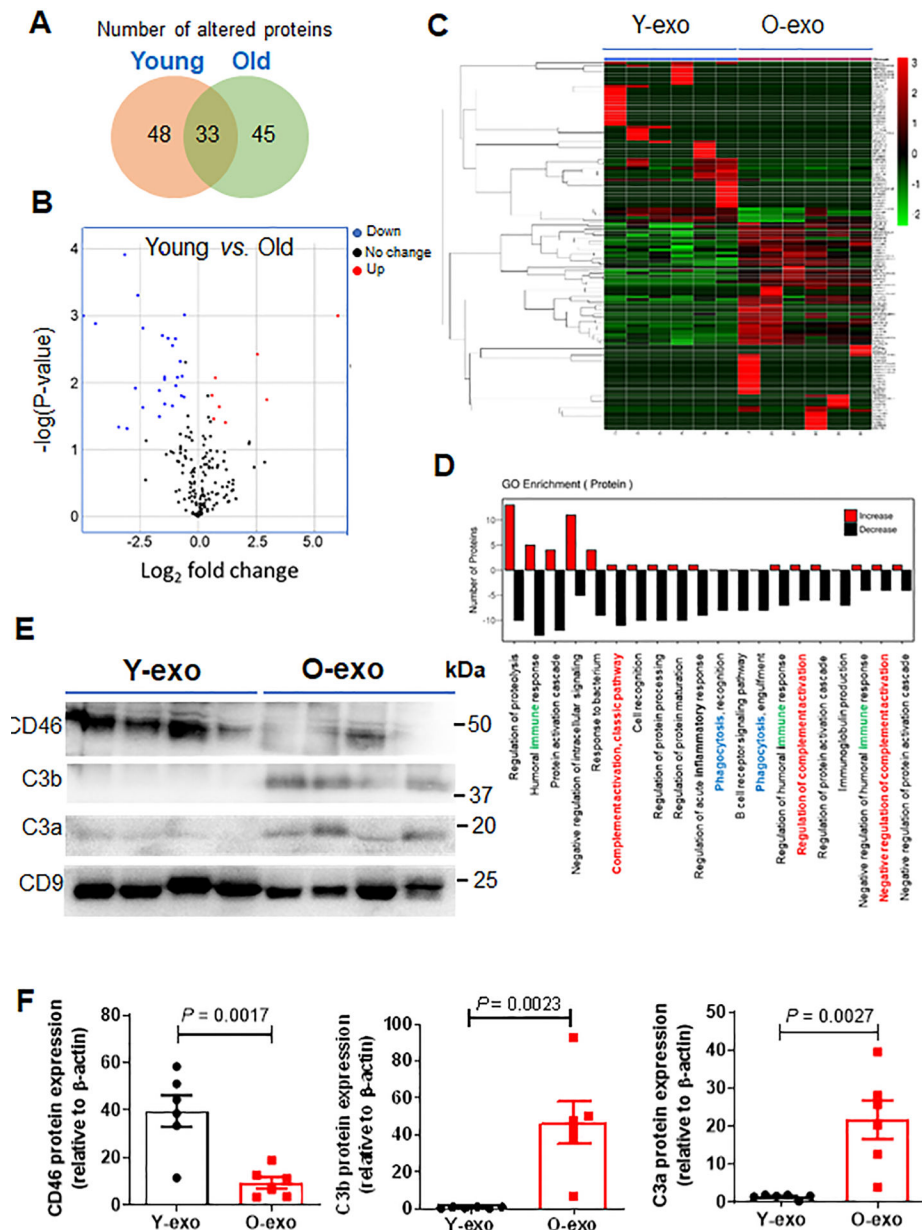 A
Number of altered proteins
Young Old
48 33 45
B
Young vs. Old
Down
No change
Up
4
3
2
1
0
-log(P-value)
-2.5 0.0 2.5 5.0
Log2 fold change
C
Y-exo O-exo
3
2
1
0
-1
-2
D
GO Enrichment ( Protein )
Increase
Decrease
Number of Proteins
10
5
0
-5
-10
Regulation of proteolysis
Humoral immune response
Protein activation cascade
Negative regulation of intracellular signaling
Response to bacterium
Complement activation, classic pathway
Cell recognition
Regulation of protein processing
Regulation of protein maturation
Regulation of acute inflammatory response
Phagocytosis, recognition
B cell receptor signaling pathway
Phagocytosis, engulfment
Regulation of humoral immune response
Regulation of complement activation
Regulation of protein activation cascade
Immunoglobulin production
Negative regulation of humoral immune response
Negative regulation of complement activation
Negative regulation of protein activation cascade
E
Y-exo O-exo kDa
CD46 50
C3b 37
C3a 20
CD9 25
F
CD46 protein expression
(relative to β-actin)
80
60
40
20
0
P = 0.0017
Y-exo O-exo
C3b protein expression
(relative to β-actin)
100
80
60
40
20
0
P = 0.0023
Y-exo O-exo
C3a protein expression
(relative to β-actin)
50
40
30
20
10
0
P = 0.0027
Y-exo O-exo